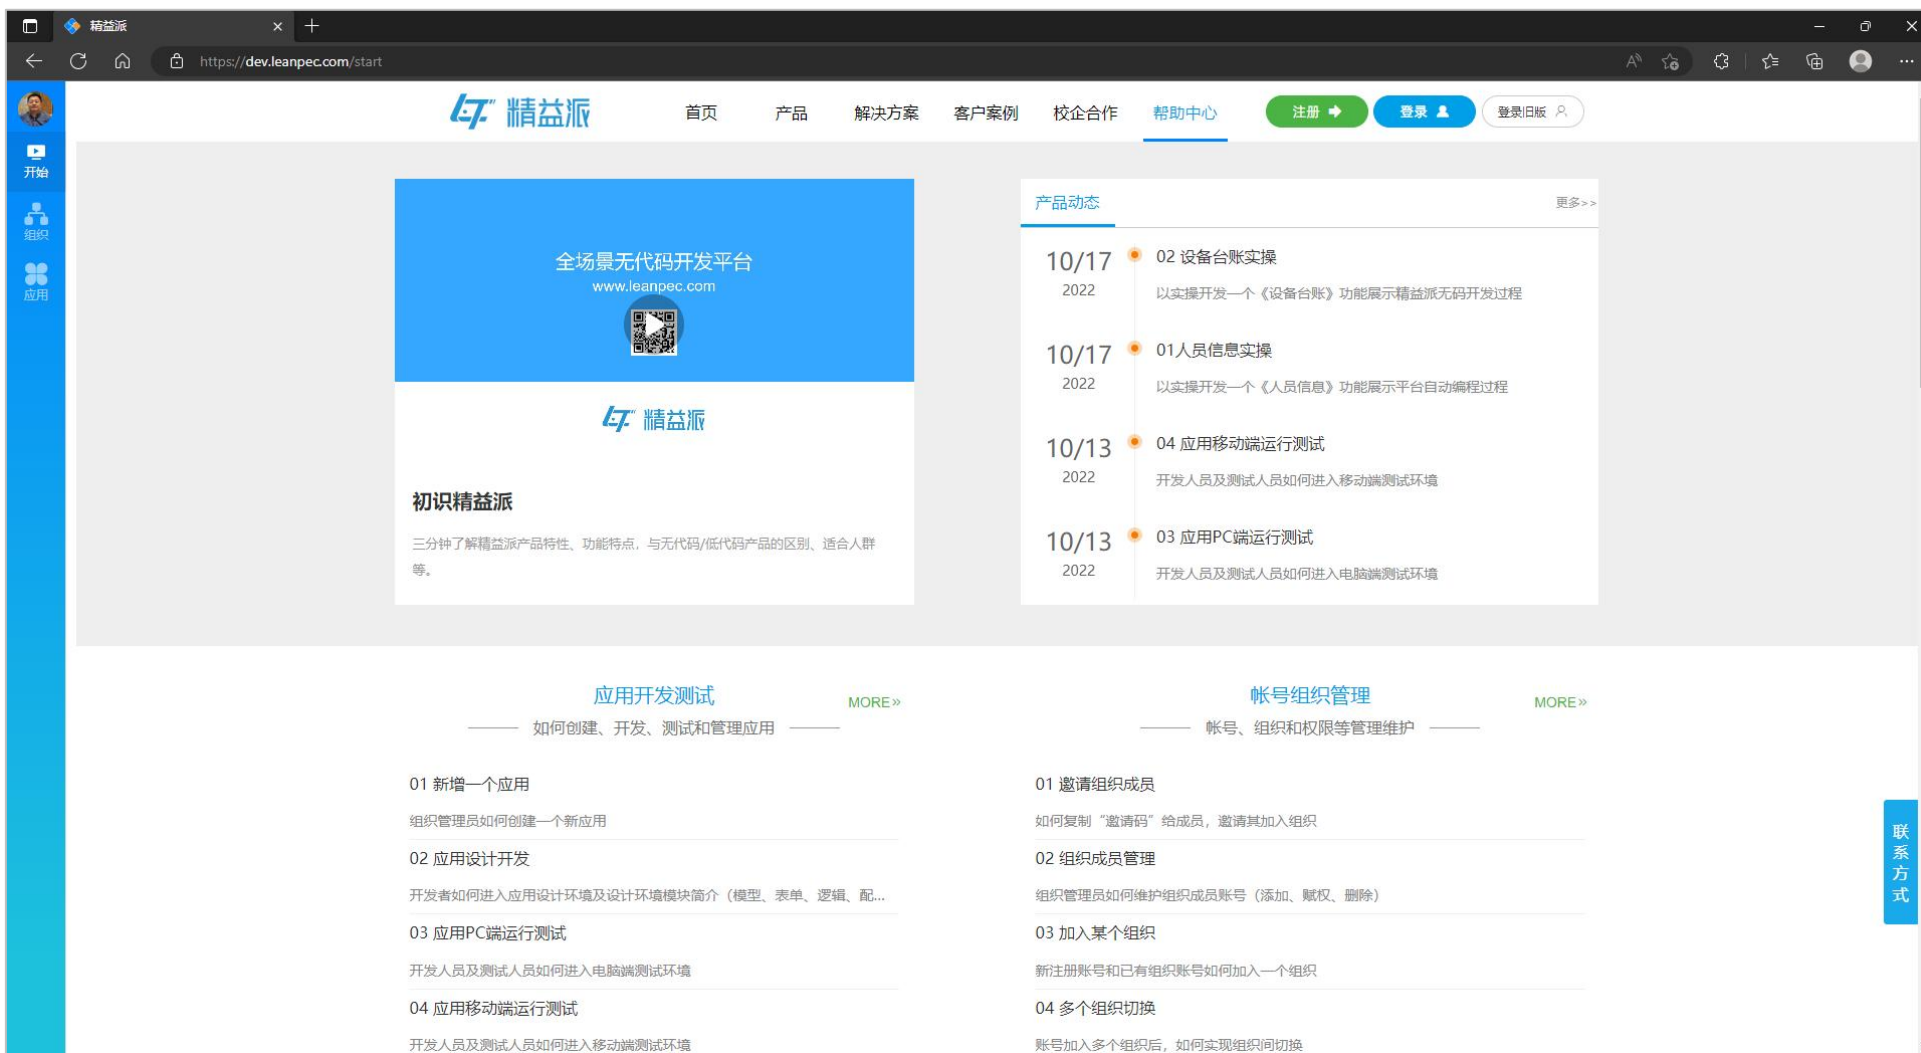 精益派
https://dev.leanpec.com/start
开始
组织
应用
精益派
首页
产品
解决方案
客户案例
校企合作
帮助中心
注册
登录
登录旧版
全场景无代码开发平台
www.leanpec.com
精益派
初识精益派
三分钟了解精益派产品特性、功能特点,与无代码/低代码产品的区别、适合人群
等。
产品动态
更多>>
10/17
2022
02 设备台账实操
以实操开发一个《设备台账》功能展示精益派无码开发过程
10/17
2022
01人员信息实操
以实操开发一个《人员信息》功能展示平台自动编程过程
10/13
2022
04 应用移动端运行测试
开发人员及测试人员如何进入移动端测试环境
10/13
2022
03 应用PC端运行测试
开发人员及测试人员如何进入电脑端测试环境
应用开发测试
MORE»
如何创建、开发、测试和管理应用
01 新增一个应用
组织管理员如何创建一个新应用
02 应用设计开发
开发者如何进入应用设计环境及设计环境模块简介(模型、表单、逻辑、配...
03 应用PC端运行测试
开发人员及测试人员如何进入电脑端测试环境
04 应用移动端运行测试
开发人员及测试人员如何进入移动端测试环境
帐号组织管理
MORE»
帐号、组织和权限等管理维护
01 邀请组织成员
如何复制“邀请码”给成员,邀请其加入组织
02 组织成员管理
组织管理员如何维护组织成员账号(添加、赋权、删除)
03 加入某个组织
新注册账号和已有组织账号如何加入一个组织
04 多个组织切换
账号加入多个组织后,如何实现组织间切换
联系方式